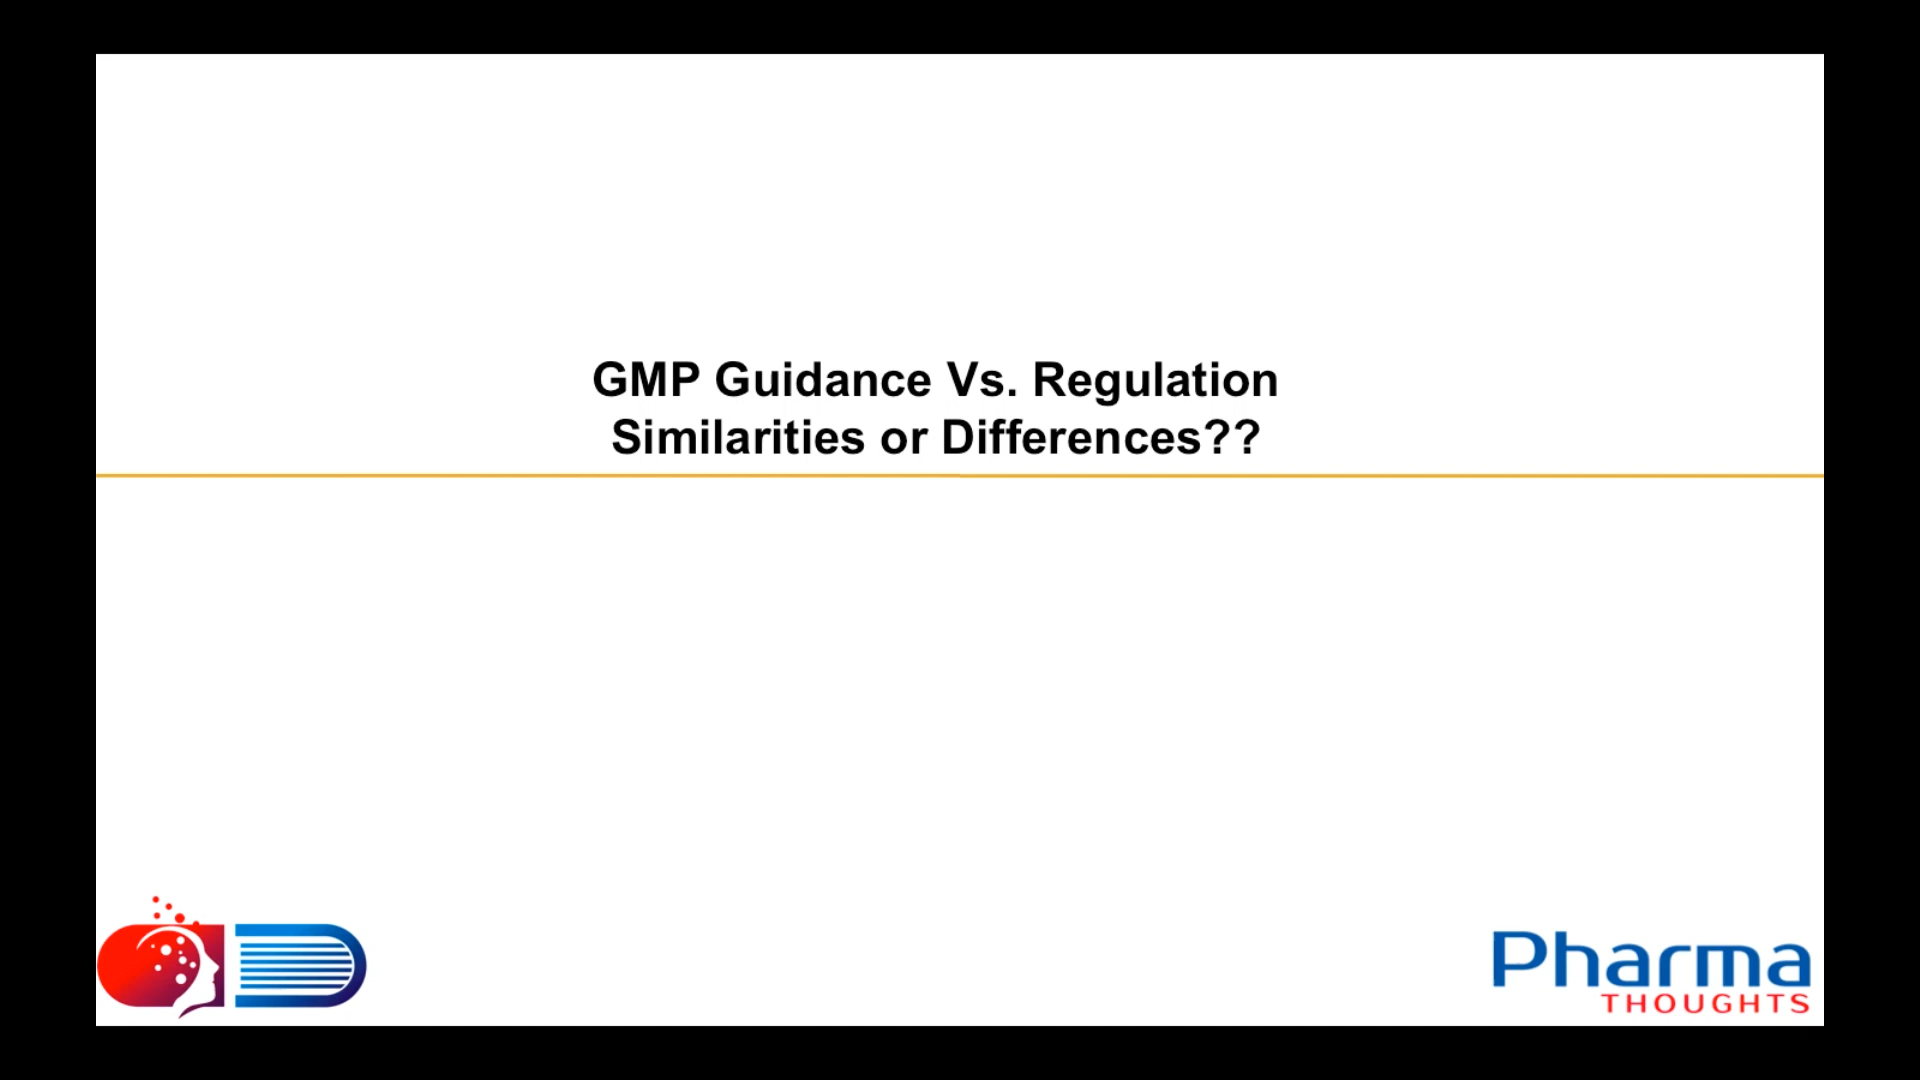 GMP Guidance Vs. Regulation
Similarities or Differences??
Pharma
THOUGHTS